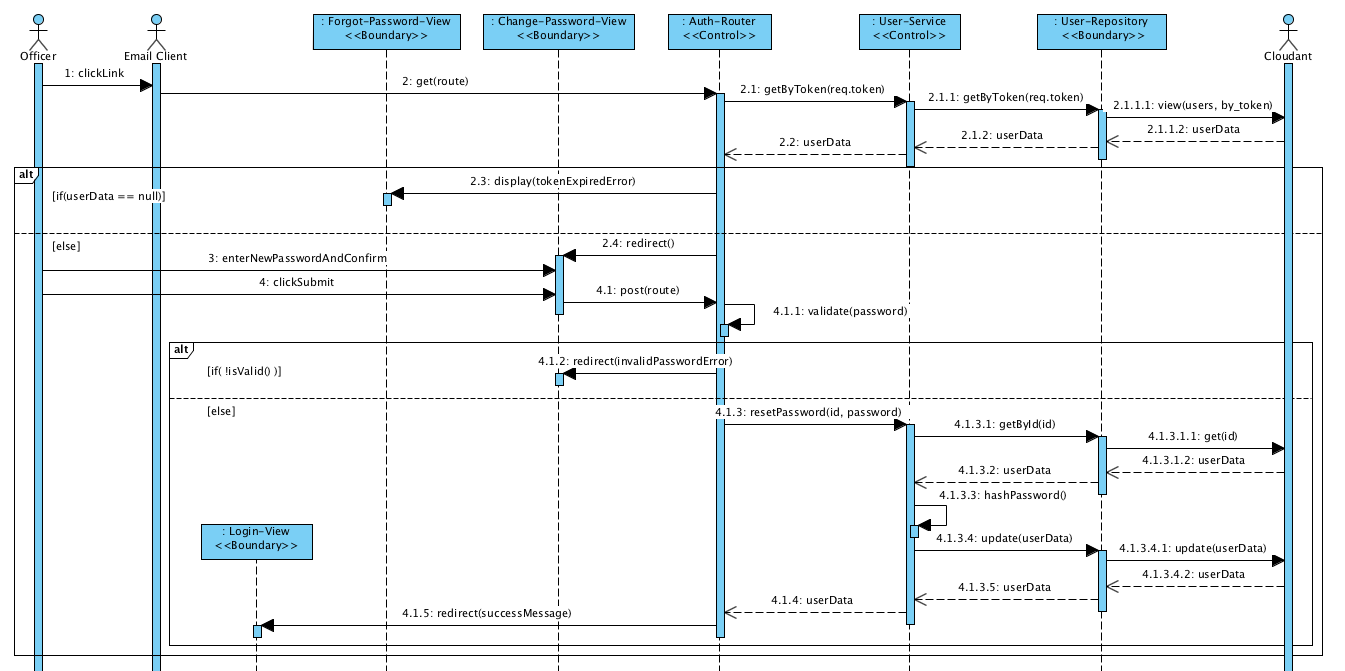 : Forgot-Password-View
<<Boundary>>
: Change-Password-View
<<Boundary>>
: Auth-Router
<<Control>>
: User-Service
<<Control>>
: User-Repository
<<Boundary>>
Officer
Email Client
Cloudant
1: clickLink
2: get(route)
2.1: getByToken(req.token)
2.1.1: getByToken(req.token)
2.1.1.1: view(users, by_token)
2.1.1.2: userData
2.1.2: userData
2.2: userData
alt
[if(userData == null)]
2.3: display(tokenExpiredError)
[else]
2.4: redirect()
3: enterNewPasswordAndConfirm
4: clickSubmit
4.1: post(route)
4.1.1: validate(password)
alt
[if( !isValid() )]
4.1.2: redirect(invalidPasswordError)
[else]
4.1.3: resetPassword(id, password)
4.1.3.1: getById(id)
4.1.3.1.1: get(id)
4.1.3.1.2: userData
4.1.3.2: userData
4.1.3.3: hashPassword()
: Login-View
<<Boundary>>
4.1.3.4: update(userData)
4.1.3.4.1: update(userData)
4.1.3.4.2: userData
4.1.3.5: userData
4.1.4: userData
4.1.5: redirect(successMessage)